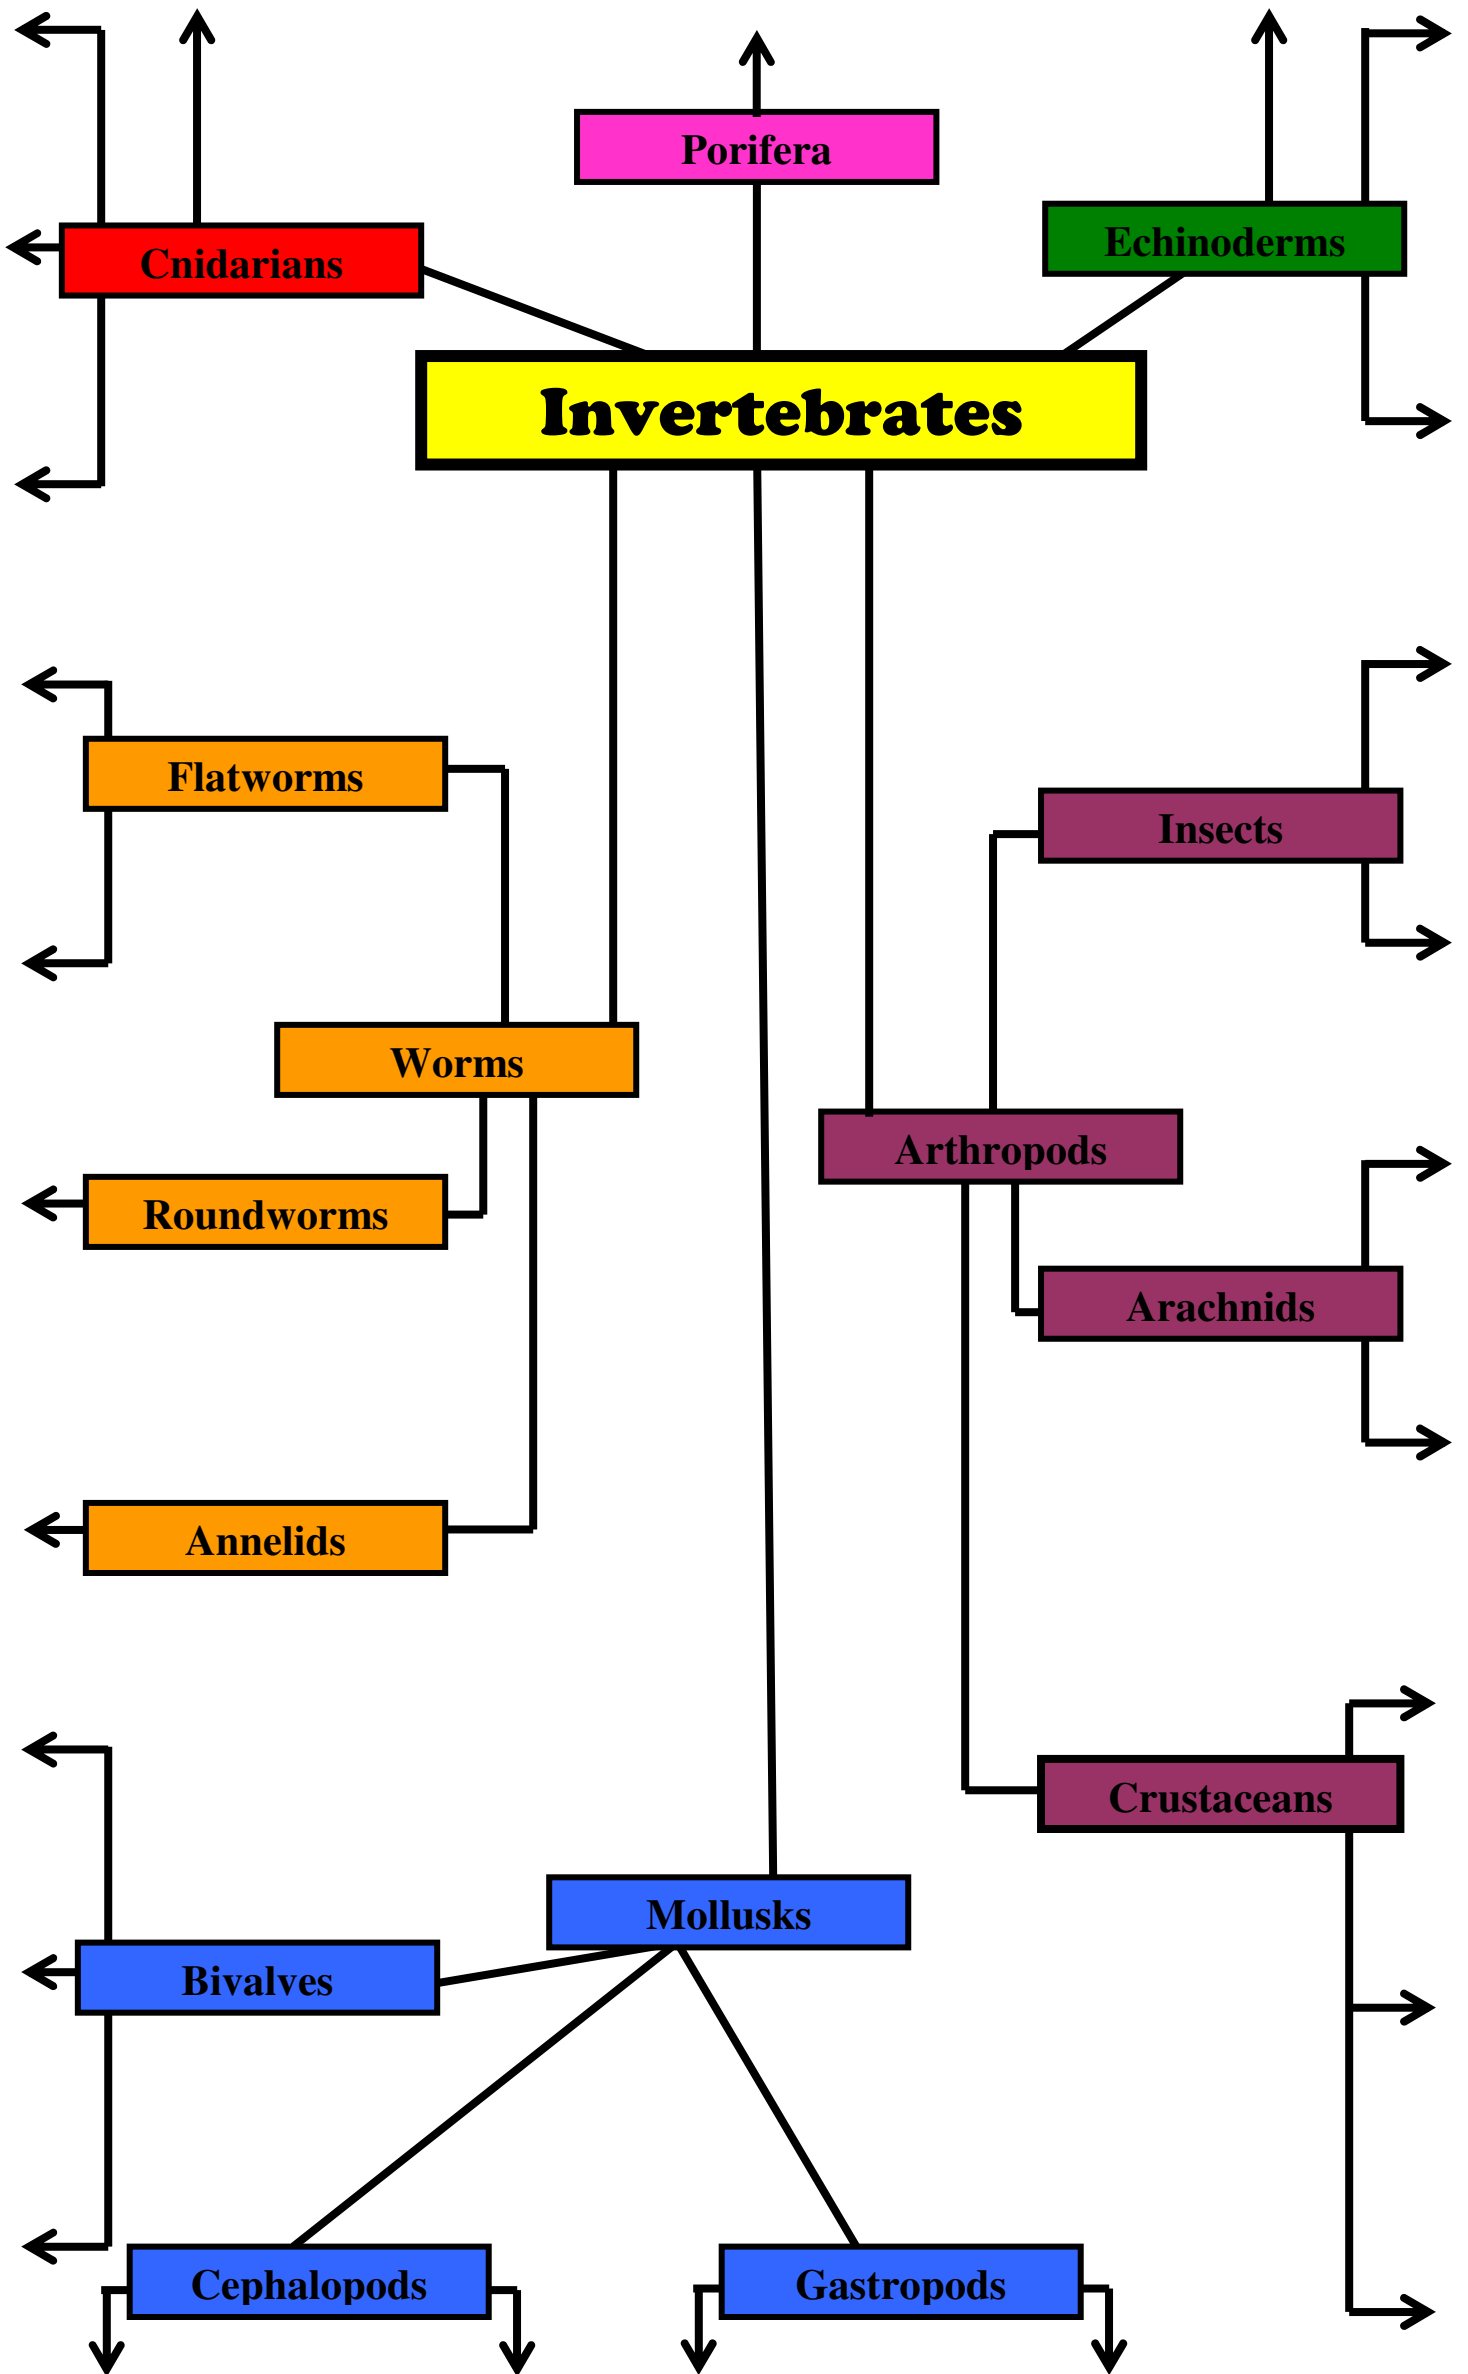 Porifera
Echinoderms
Cnidarians
Invertebrates
Flatworms
Insects
Worms
Arthropods
Roundworms
Arachnids
Annelids
Crustaceans
Mollusks
Bivalves
Cephalopods
Gastropods